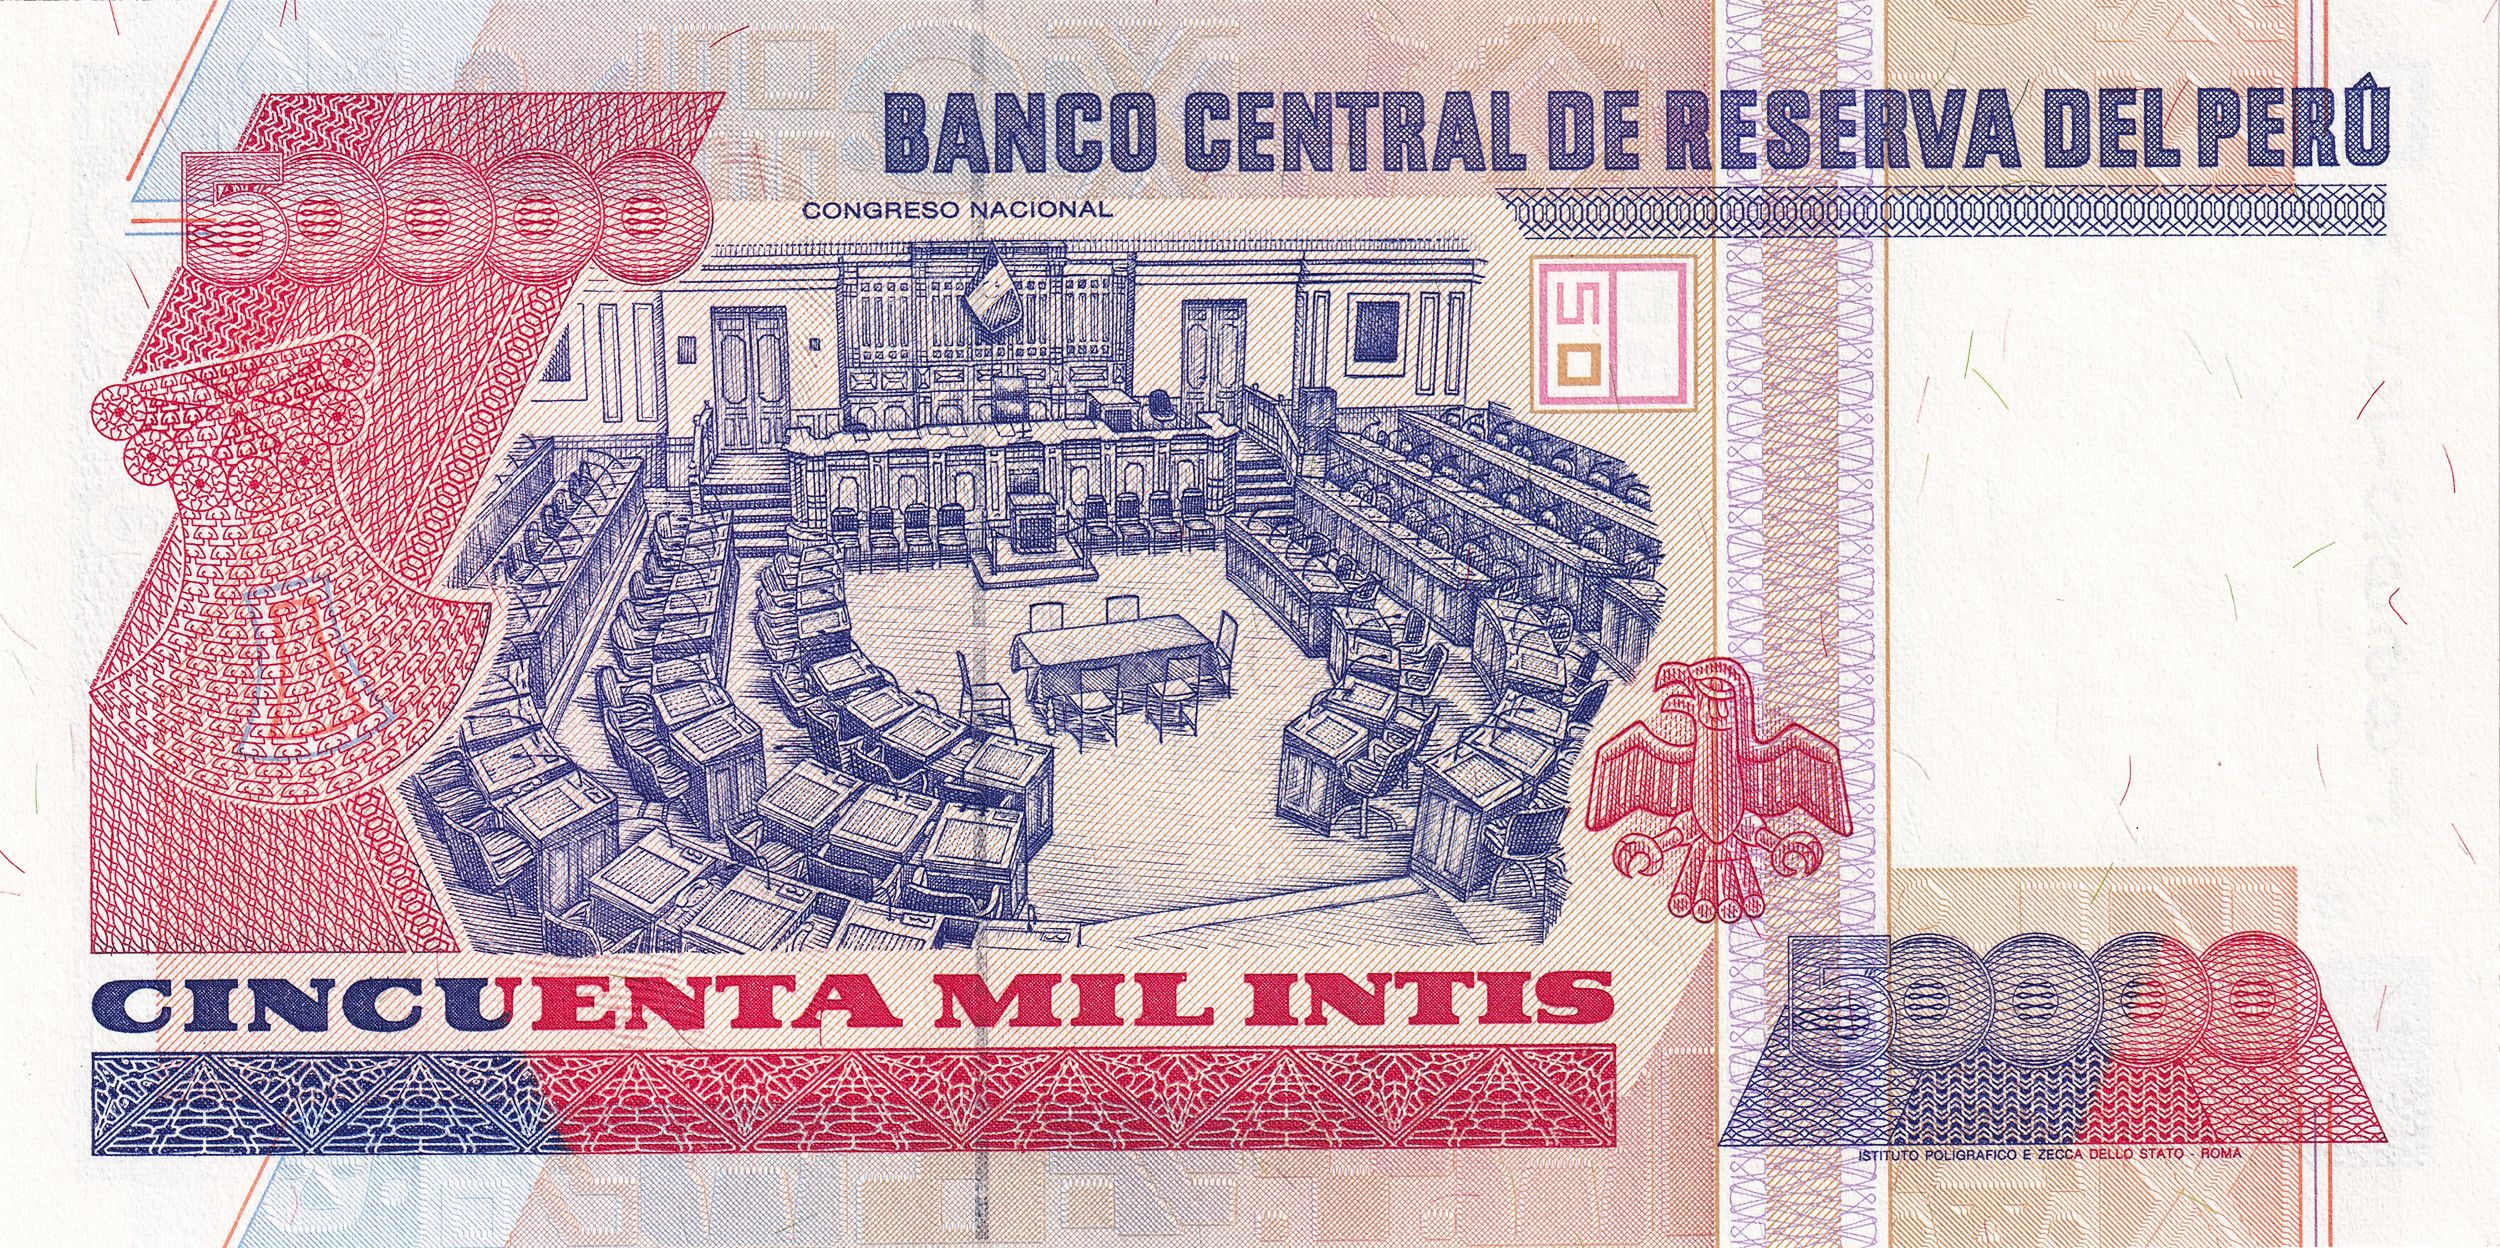 BANCO CENTRAL DE RESERVA DEL PERÚ
50000
CONGRESO NACIONAL
50
CINCUENTA MIL INTIS
50000
ISTITUTO POLIGRAFICO E ZECCA DELLO STATO - ROMA